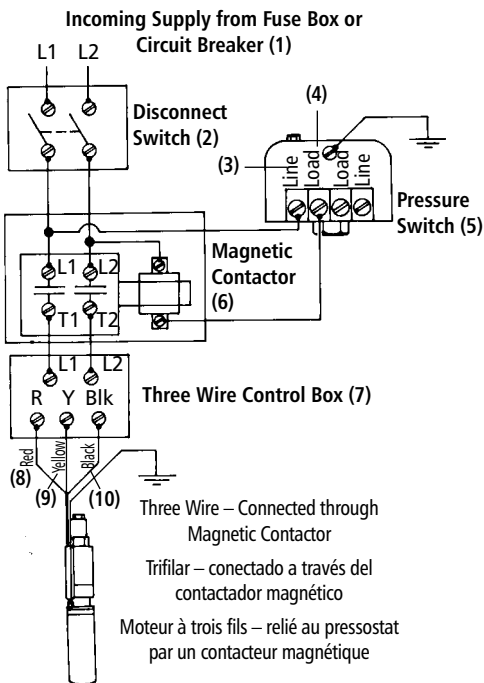 Incoming Supply from Fuse Box or
Circuit Breaker (1)
L1 L2
Disconnect
Switch (2)
(4)
(3)
Line
Load
Load
Line
Pressure
Switch (5)
L1 L2
Magnetic
Contactor
(6)
T1 T2
L1 L2
R Y Blk
Three Wire Control Box (7)
Red
Yellow
Black
(8)
(9)
(10)
Three Wire – Connected through
Magnetic Contactor
Trifilar – conectado a través del
contactador magnético
Moteur à trois fils – relié au pressostat
par un contacteur magnétique